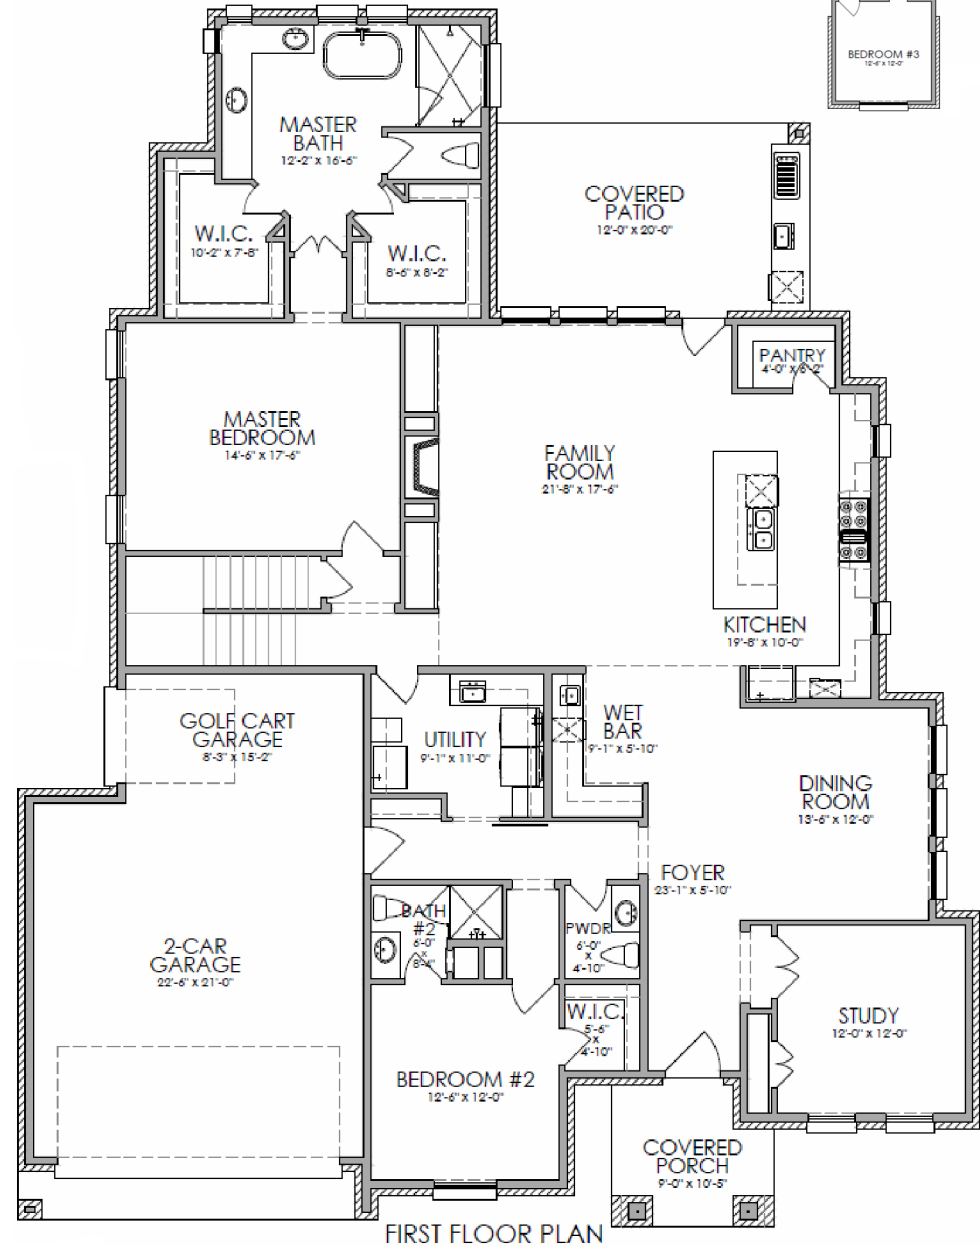 BEDROOM #3
12'-6" x 12'-0"
MASTER
BATH
12'-2" x 16'-6"
COVERED
PATIO
12'-0" x 20'-0"
W.I.C.
10'-2" x 7'-8"
W.I.C.
8'-6" x 8'-2"
PANTRY
4'-0" x 6'-2"
MASTER
BEDROOM
14'-6" x 17'-6"
FAMILY
ROOM
21'-8" x 17'-6"
KITCHEN
19'-8" x 10'-0"
GOLF CART
GARAGE
8'-3" x 15'-2"
UTILITY
9'-1" x 11'-0"
WET
BAR
9'-1" x 5'-10"
DINING
ROOM
13'-6" x 12'-0"
FOYER
23'-1" x 5'-10"
BATH
#2
6'-0"
x
8'-4"
PWDR
6'-0"
x
4'-10"
2-CAR
GARAGE
22'-6" x 21'-0"
W.I.C.
5'-6"
x
4'-10"
STUDY
12'-0" x 12'-0"
BEDROOM #2
12'-6" x 12'-0"
COVERED
PORCH
9'-0" x 10'-5"
FIRST FLOOR PLAN